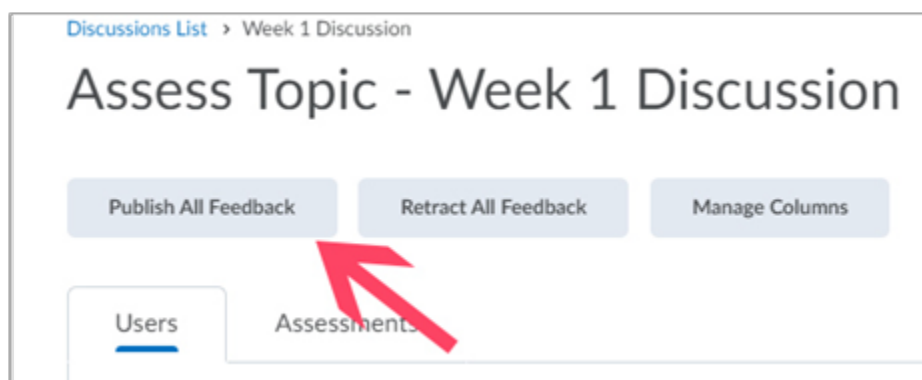 Discussions List > Week 1 Discussion
Assess Topic - Week 1 Discussion
Publish All Feedback Retract All Feedback Manage Columns
Users Assessments